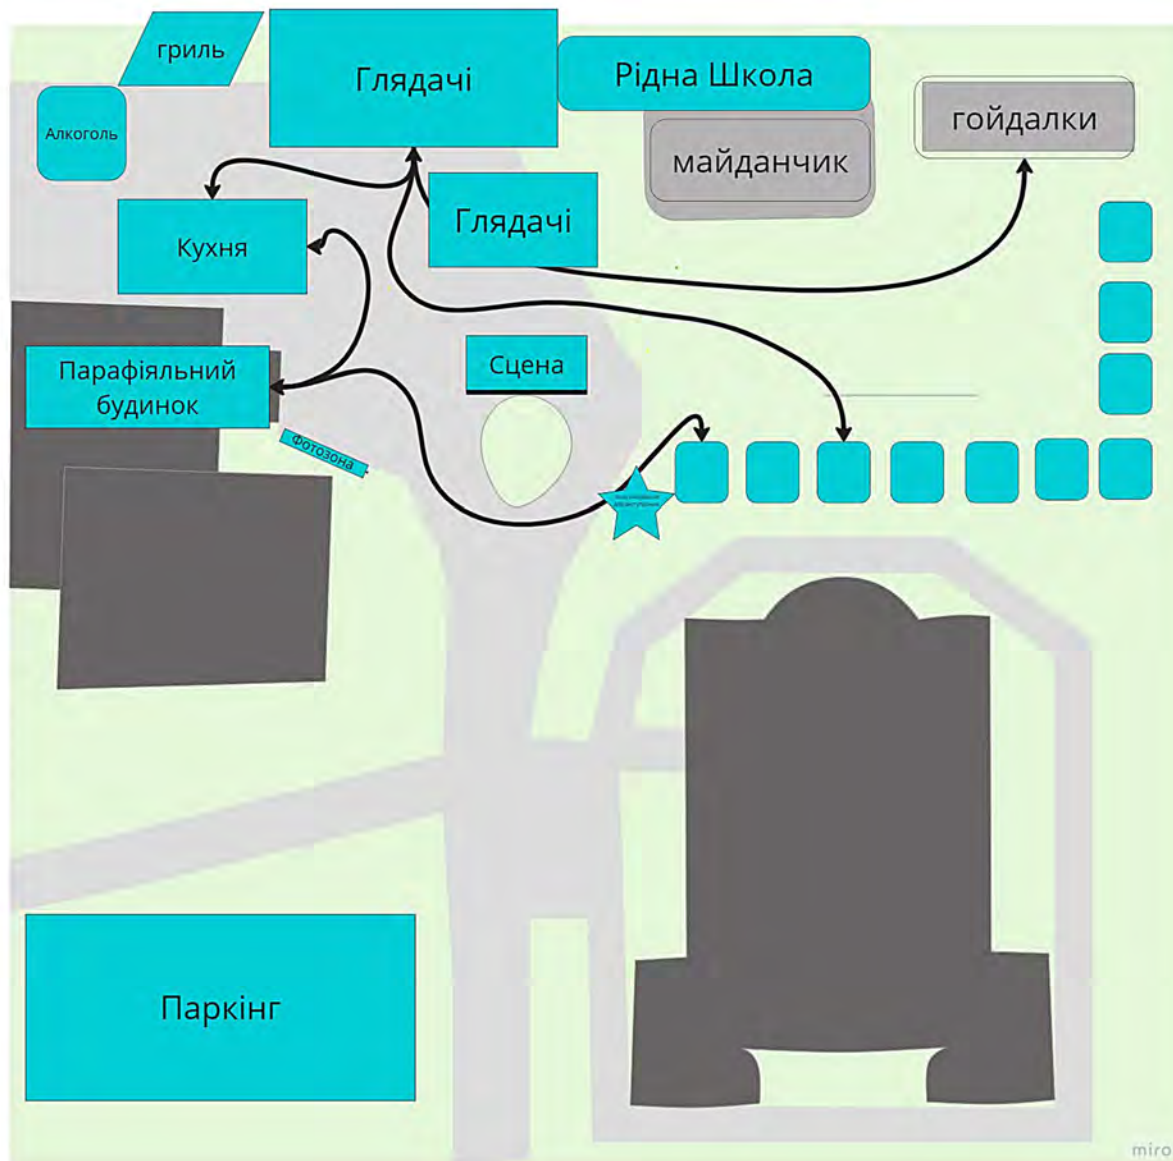 гриль
Глядачі
Рідна Школа
Алкоголь
гойдалки
майданчик
Глядачі
Кухня
Сцена
Парафіяльний
будинок
Фотозона
Паркінг
miro